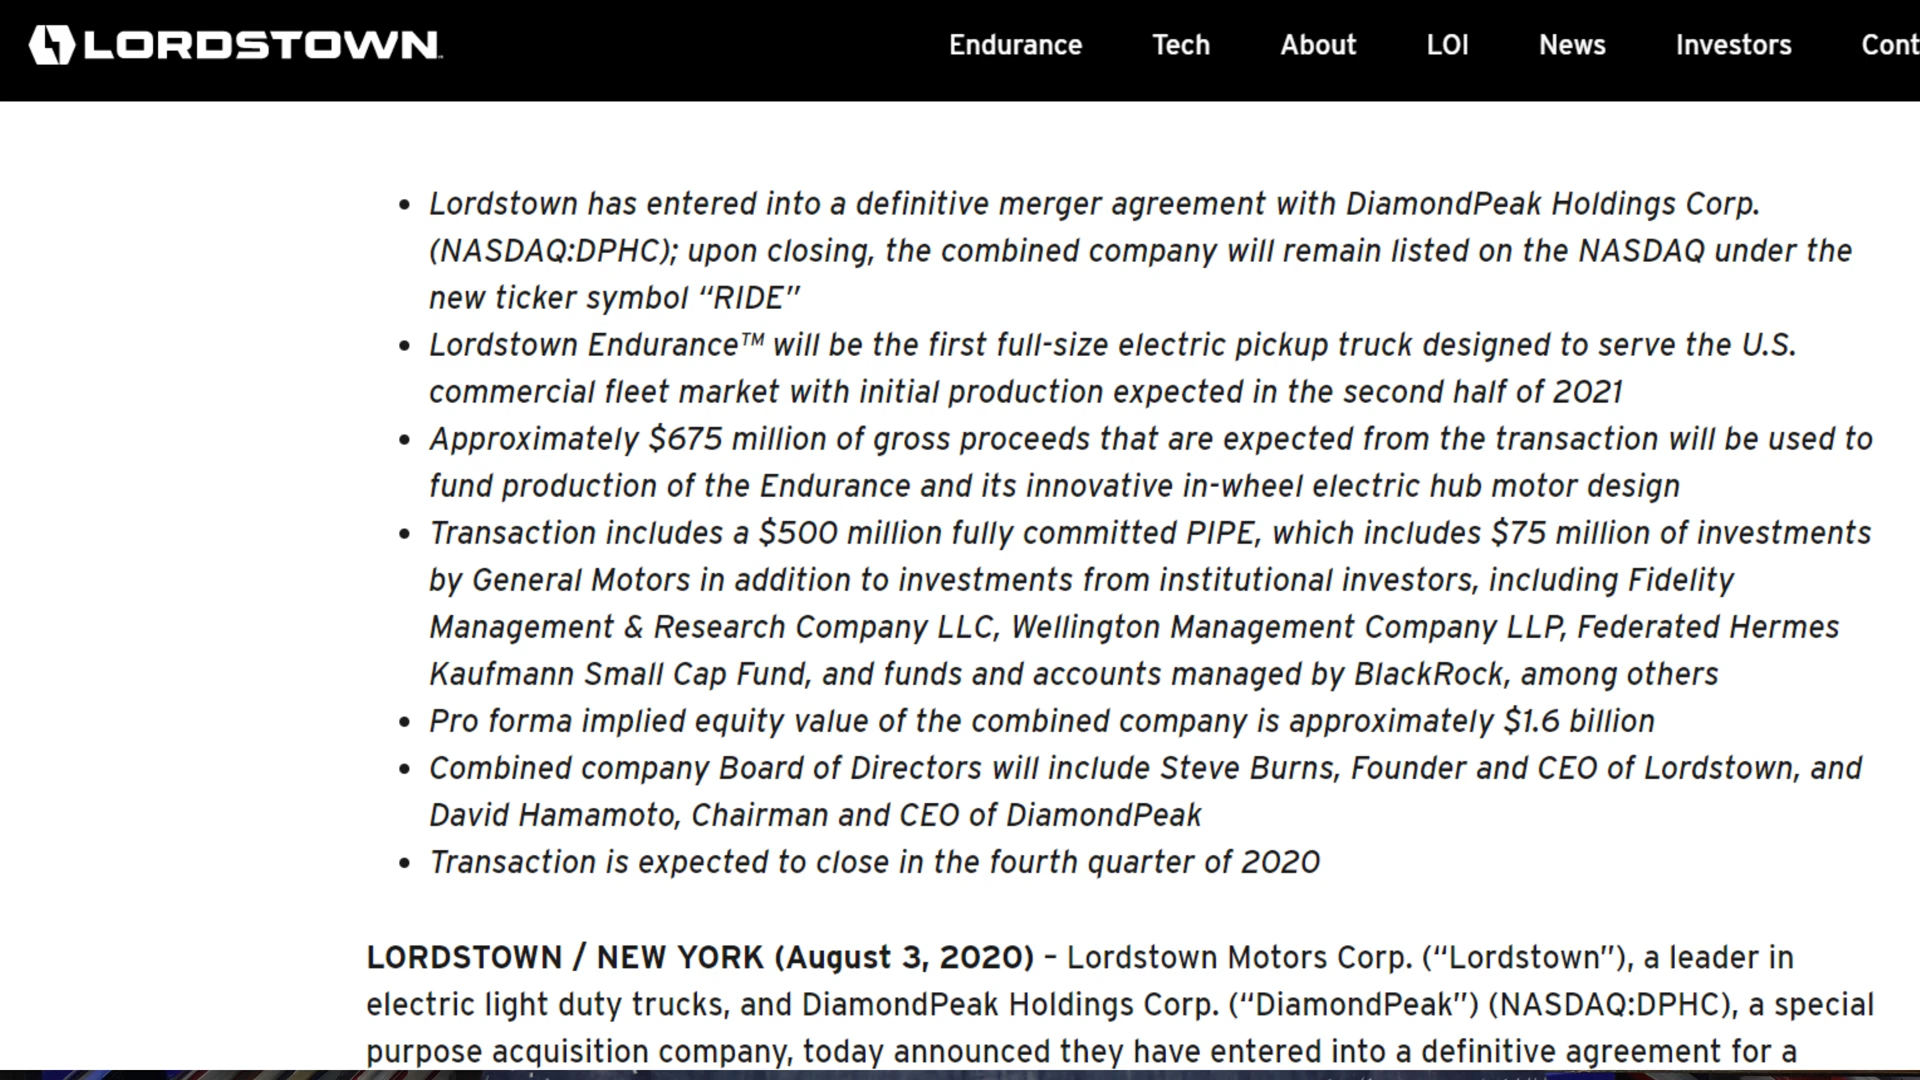 LORDSTOWN
Endurance Tech About LOI News Investors Cont
• Lordstown has entered into a definitive merger agreement with DiamondPeak Holdings Corp.
(NASDAQ:DPHC); upon closing, the combined company will remain listed on the NASDAQ under the
new ticker symbol “RIDE”
• Lordstown Endurance™ will be the first full-size electric pickup truck designed to serve the U.S.
commercial fleet market with initial production expected in the second half of 2021
• Approximately $675 million of gross proceeds that are expected from the transaction will be used to
fund production of the Endurance and its innovative in-wheel electric hub motor design
• Transaction includes a $500 million fully committed PIPE, which includes $75 million of investments
by General Motors in addition to investments from institutional investors, including Fidelity
Management & Research Company LLC, Wellington Management Company LLP, Federated Hermes
Kaufmann Small Cap Fund, and funds and accounts managed by BlackRock, among others
• Pro forma implied equity value of the combined company is approximately $1.6 billion
• Combined company Board of Directors will include Steve Burns, Founder and CEO of Lordstown, and
David Hamamoto, Chairman and CEO of DiamondPeak
• Transaction is expected to close in the fourth quarter of 2020
LORDSTOWN / NEW YORK (August 3, 2020) – Lordstown Motors Corp. (“Lordstown”), a leader in
electric light duty trucks, and DiamondPeak Holdings Corp. (“DiamondPeak”) (NASDAQ:DPHC), a special
purpose acquisition company, today announced they have entered into a definitive agreement for a